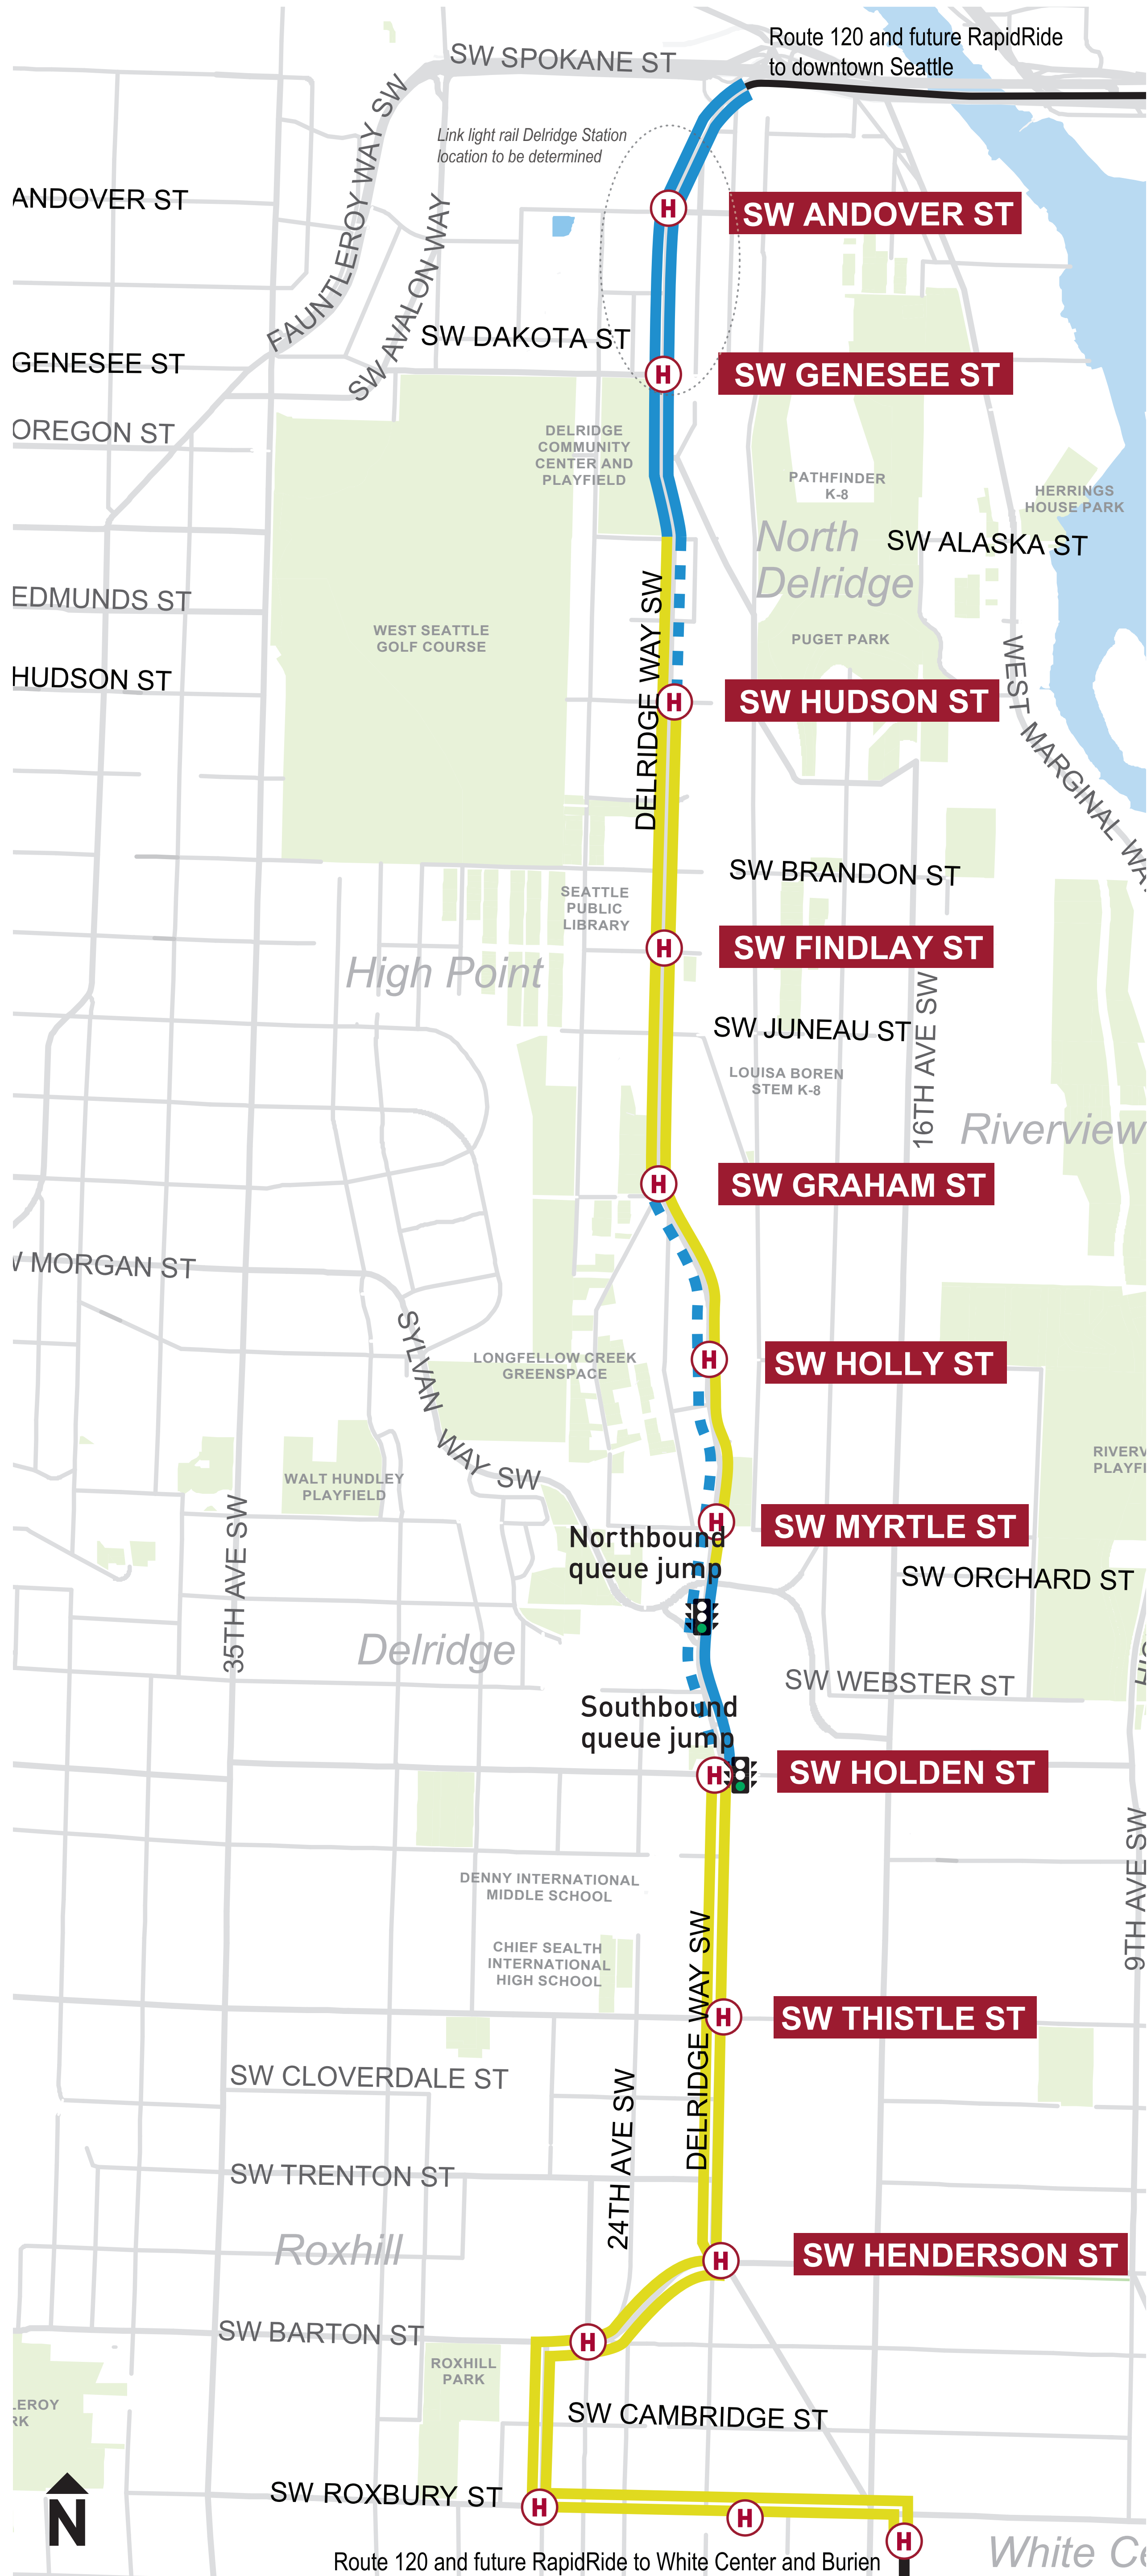 Route 120 and future RapidRide
to downtown Seattle
SW SPOKANE ST
FAUNTLEROY WAY SW
Link light rail Delridge Station
location to be determined
ANDOVER ST
SW AVALON WAY
H
SW ANDOVER ST
SW DAKOTA ST
GENESEE ST
H
SW GENESEE ST
OREGON ST
DELRIDGE
COMMUNITY
CENTER AND
PLAYFIELD
PATHFINDER
K-8
HERRINGS
HOUSE PARK
North
Delridge
SW ALASKA ST
EDMUNDS ST
WEST SEATTLE
GOLF COURSE
DELRIDGE WAY SW
PUGET PARK
HUDSON ST
H
SW HUDSON ST
WEST MARGINAL WAY
SW BRANDON ST
SEATTLE
PUBLIC
LIBRARY
H
SW FINDLAY ST
High Point
SW JUNEAU ST
16TH AVE SW
LOUISA BOREN
STEM K-8
Riverview
H
SW GRAHAM ST
MORGAN ST
SYLVAN WAY SW
LONGFELLOW CREEK
GREENSPACE
H
SW HOLLY ST
RIVERV
PLAYFI
WALT HUNDLEY
PLAYFIELD
35TH AVE SW
H
SW MYRTLE ST
Northbound
queue jump
SW ORCHARD ST
Delridge
SW WEBSTER ST
Southbound
queue jump
H
SW HOLDEN ST
9TH AVE SW
DENNY INTERNATIONAL
MIDDLE SCHOOL
CHIEF SEALTH
INTERNATIONAL
HIGH SCHOOL
DELRIDGE WAY SW
H
SW THISTLE ST
SW CLOVERDALE ST
24TH AVE SW
SW TRENTON ST
Roxhill
H
SW HENDERSON ST
SW BARTON ST
H
ROXHILL
PARK
LEROY
RK
SW CAMBRIDGE ST
N
SW ROXBURY ST
H
H
H
White Ce
Route 120 and future RapidRide to White Center and Burien